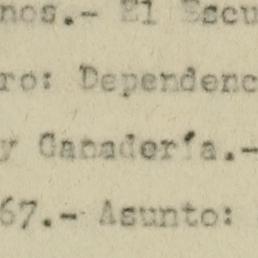 nos.- El Escu
ro: Dependenc
y Ganadería.-
67.- Asunto: